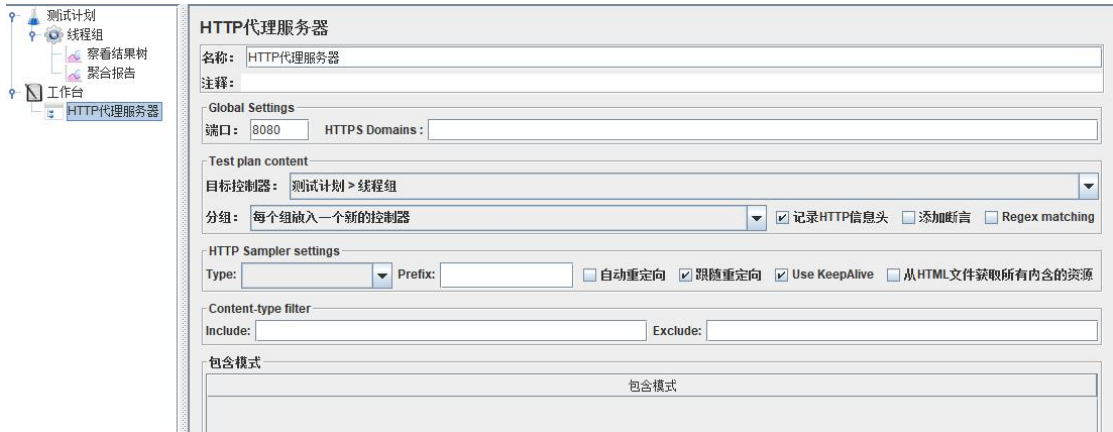 测试计划
线程组
察看结果树
聚合报告
工作台
HTTP代理服务器
HTTP代理服务器
名称： HTTP代理服务器
注释：
Global Settings
端口： 8080 HTTPS Domains :
Test plan content
目标控制器： 测试计划 > 线程组
分组： 每个组放入一个新的控制器 记录HTTP信息头 添加断言 Regex matching
HTTP Sampler settings
Type: Prefix: 自动重定向 跟随重定向 Use KeepAlive 从HTML文件获取所有内含的资源
Content-type filter
Include: Exclude:
包含模式
包含模式